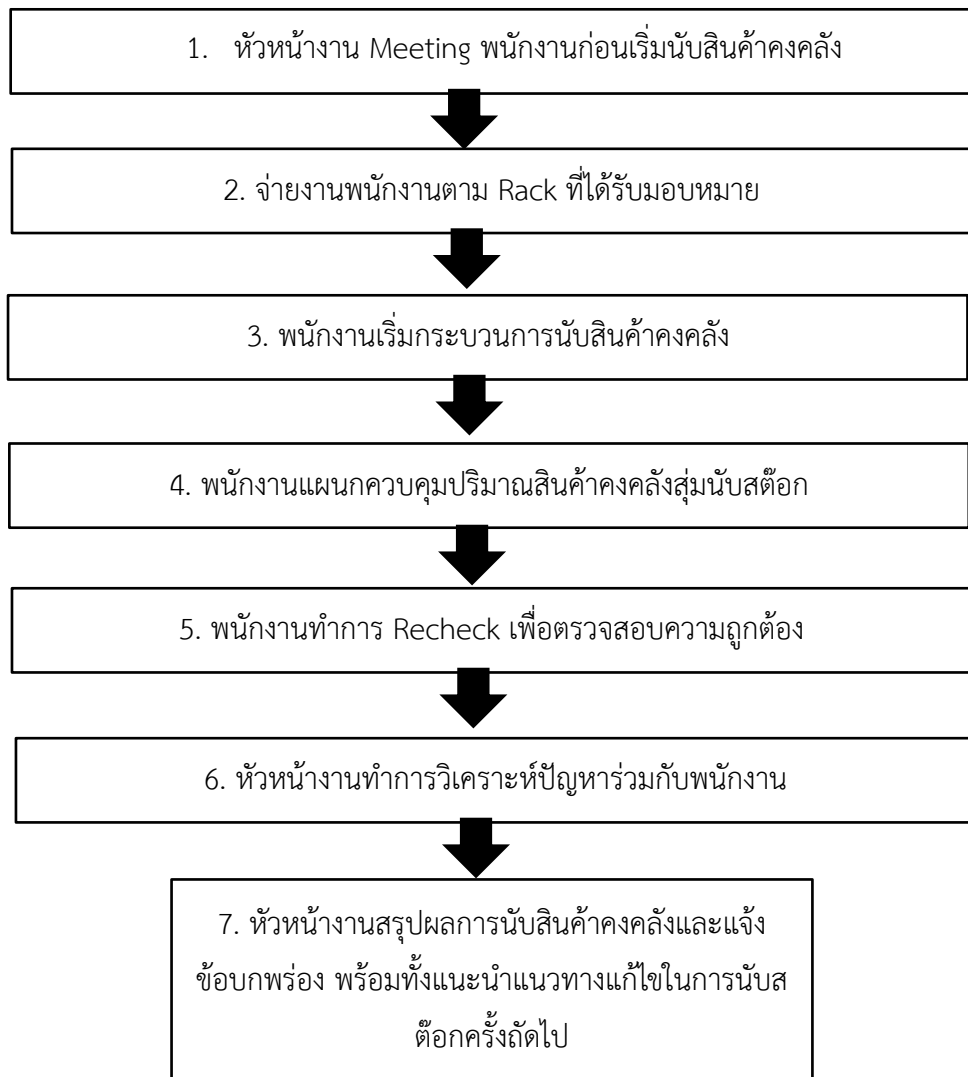 1. หัวหน้างาน Meeting พนักงานก่อนเริ่มนับสินค้าคงคลัง
2. จ่ายงานพนักงานตาม Rack ที่ได้รับมอบหมาย
3. พนักงานเริ่มกระบวนการนับสินค้าคงคลัง
4. พนักงานแผนกควบคุมปริมาณสินค้าคงคลังสุ่มนับสต๊อก
5. พนักงานทำการ Recheck เพื่อตรวจสอบความถูกต้อง
6. หัวหน้างานทำการวิเคราะห์ปัญหาร่วมกับพนักงาน
7. หัวหน้างานสรุปผลการนับสินค้าคงคลังและแจ้ง
ข้อบกพร่อง พร้อมทั้งแนะนำแนวทางแก้ไขในการนับส
ต๊อกครั้งถัดไป